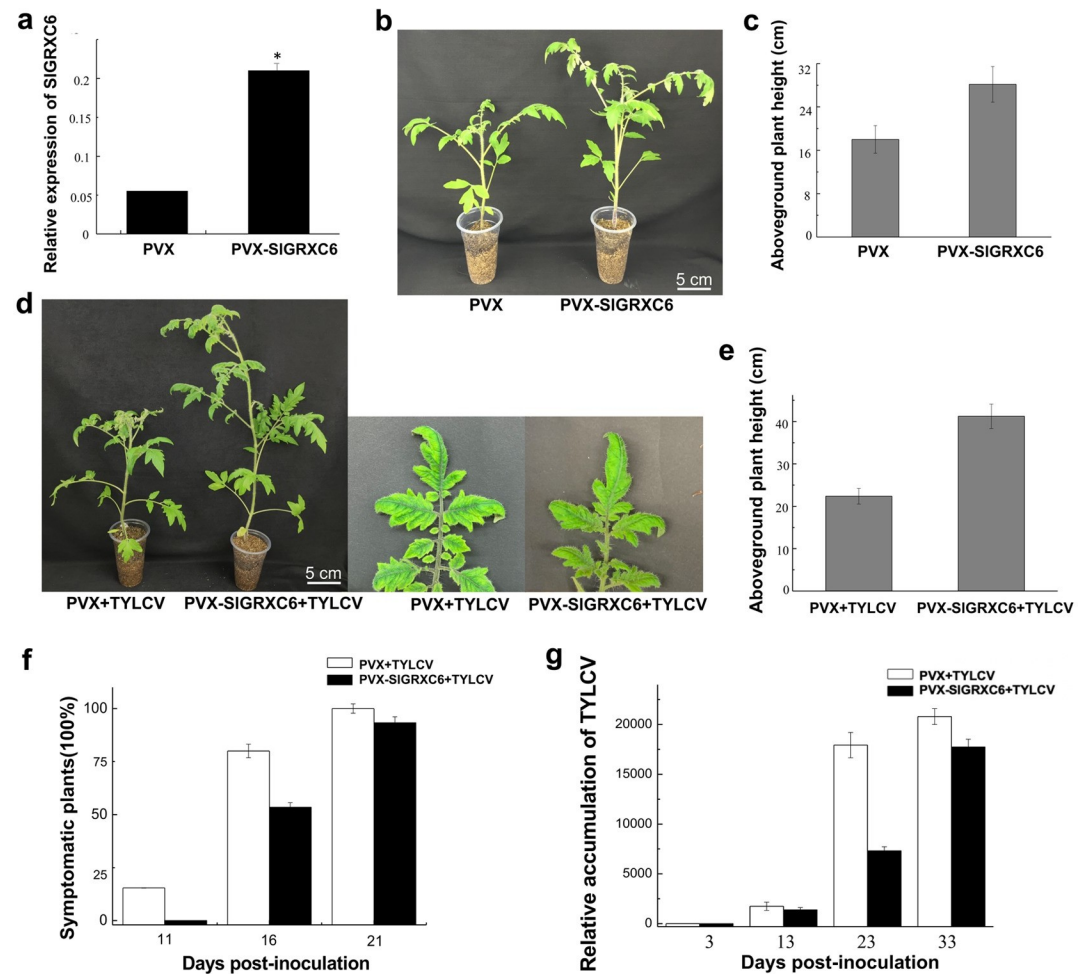 a
Relative expression of SlGRXC6
0.2
0.15
0.1
0.05
0
*
PVX
PVX-SlGRXC6
b
5 cm
PVX
PVX-SlGRXC6
c
Aboveground plant height (cm)
32
24
16
8
0
PVX
PVX-SlGRXC6
d
5 cm
PVX+TYLCV
PVX-SlGRXC6+TYLCV
PVX+TYLCV
PVX-SlGRXC6+TYLCV
e
Aboveground plant height (cm)
40
30
20
10
0
PVX+TYLCV
PVX-SlGRXC6+TYLCV
f
PVX+TYLCV
PVX-SlGRXC6+TYLCV
Symptomatic plants(100%)
100
75
50
25
0
11
16
21
Days post-inoculation
g
PVX+TYLCV
PVX-SlGRXC6+TYLCV
Relative accumulation of TYLCV
20000
15000
10000
5000
0
3
13
23
33
Days post-inoculation